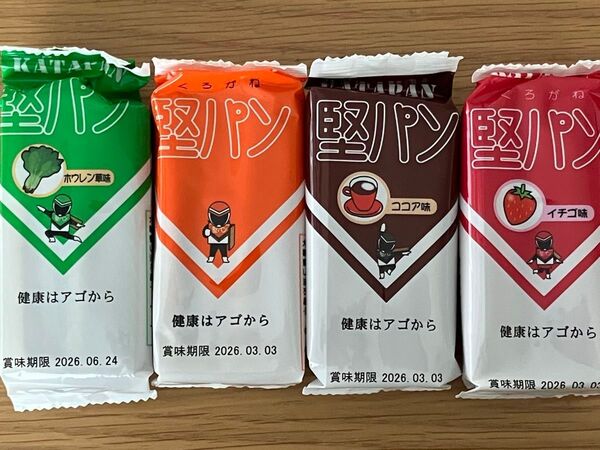 KATAPAN
堅パン
ホウレン草味
健康はアゴから
賞味期限 2026.06.24
くろがね
堅パン
健康はアゴから
賞味期限 2026.03.03
KATAPAN
堅パン
ココア味
健康はアゴから
賞味期限 2026.03.03
くろがね
堅パン
イチゴ味
健康はアゴから
賞味期限 2026.03.03